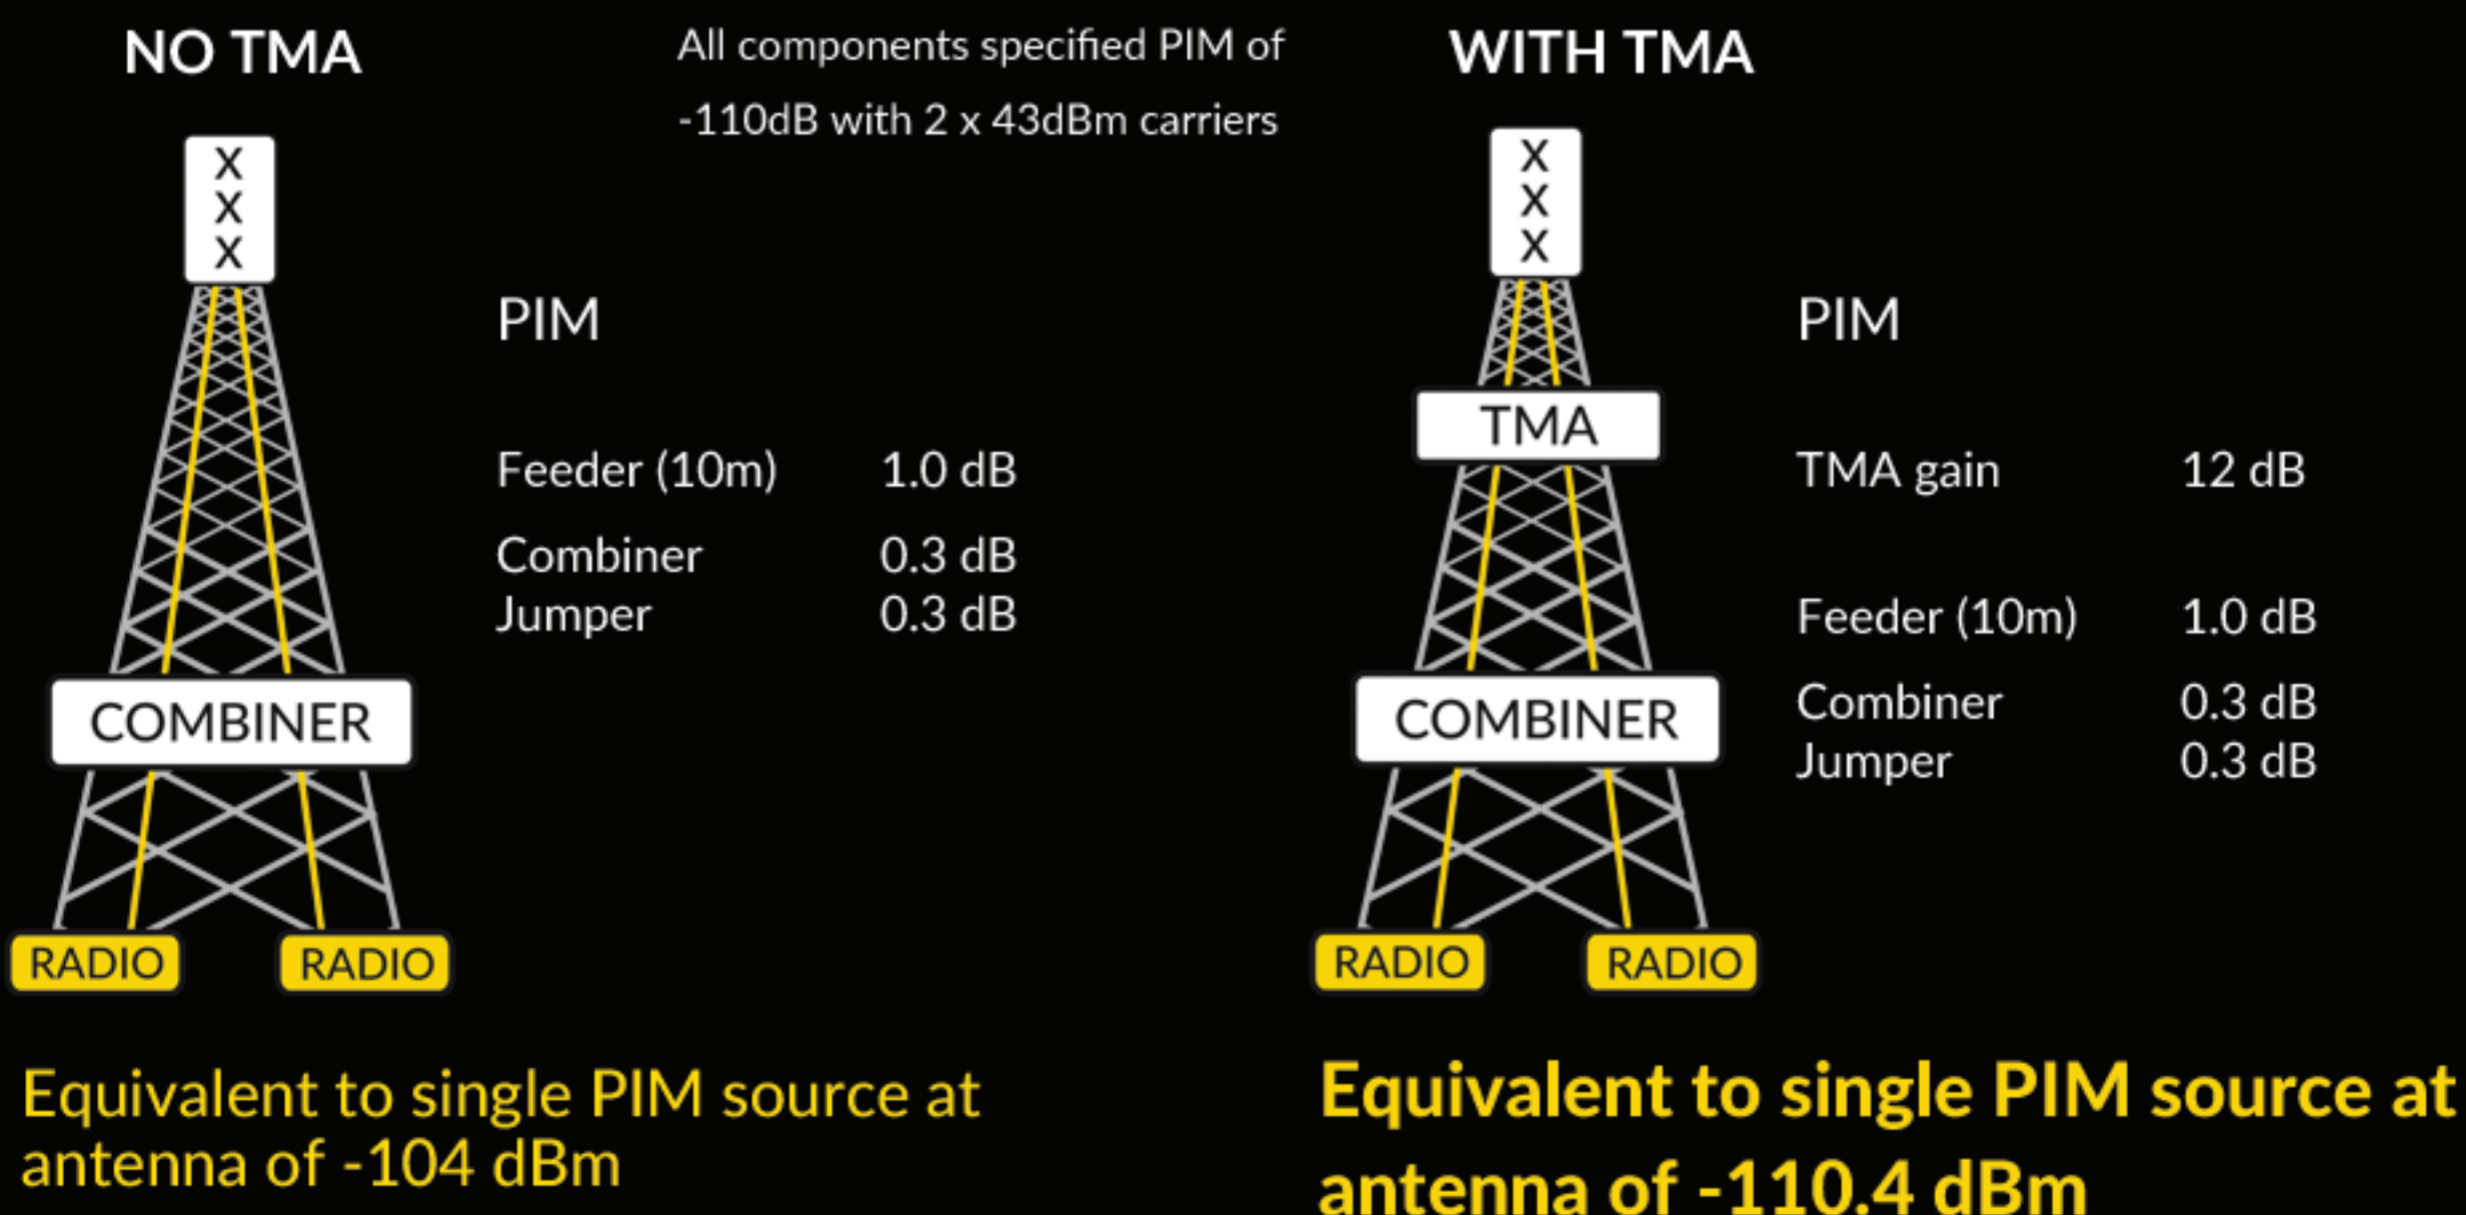 NO TMA
All components specified PIM of
-110dB with 2 x 43dBm carriers
X
X
X
PIM
Feeder (10m) 1.0 dB
Combiner 0.3 dB
Jumper 0.3 dB
COMBINER
RADIO RADIO
Equivalent to single PIM source at
antenna of -104 dBm
WITH TMA
X
X
X
PIM
TMA
TMA gain 12 dB
Feeder (10m) 1.0 dB
Combiner 0.3 dB
Jumper 0.3 dB
COMBINER
RADIO RADIO
Equivalent to single PIM source at
antenna of -110.4 dBm